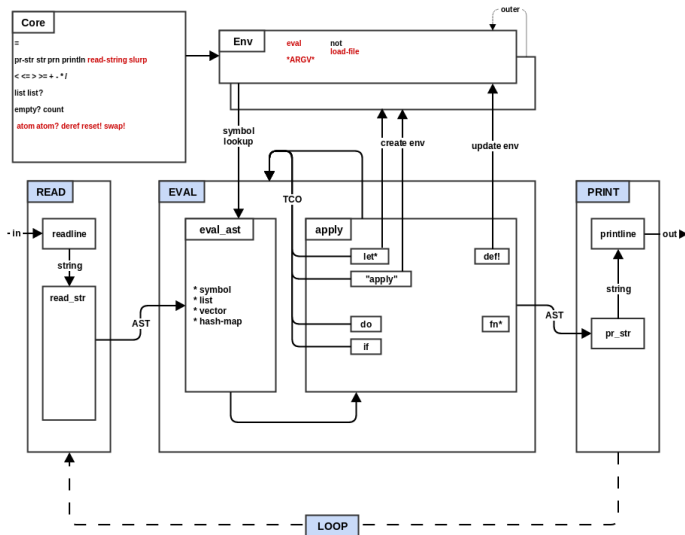 Core
=
pr-str str prn println read-string slurp
< <= > >= + - * /
list list?
empty? count
atom atom? deref reset! swap!
outer
Env
eval not
load-file
*ARGV*
symbol
lookup
create env
update env
READ
EVAL
PRINT
TCO
- in
readline
string
read_str
AST
eval_ast
* symbol
* list
* vector
* hash-map
apply
let*
"apply"
do
if
def!
fn*
AST
printline
out
string
pr_str
LOOP